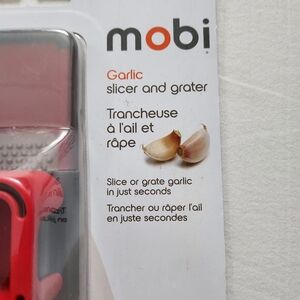 mobi
Garlic
slicer and grater
Trancheuse
à l'ail et
râpe
Slice or grate garlic
in just seconds
Trancher ou râper l'ail
en juste secondes